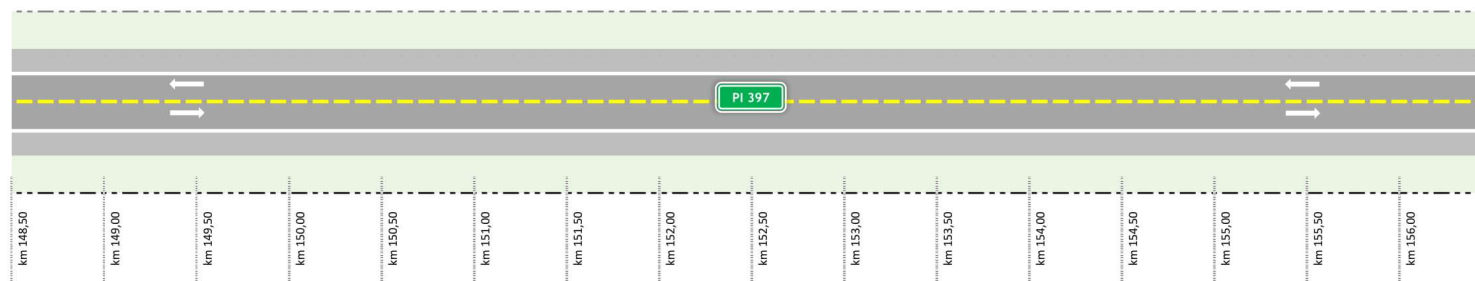 PI 397
km 148,50
km 149,00
km 149,50
km 150,00
km 150,50
km 151,00
km 151,50
km 152,00
km 152,50
km 153,00
km 153,50
km 154,00
km 154,50
km 155,00
km 155,50
km 156,00